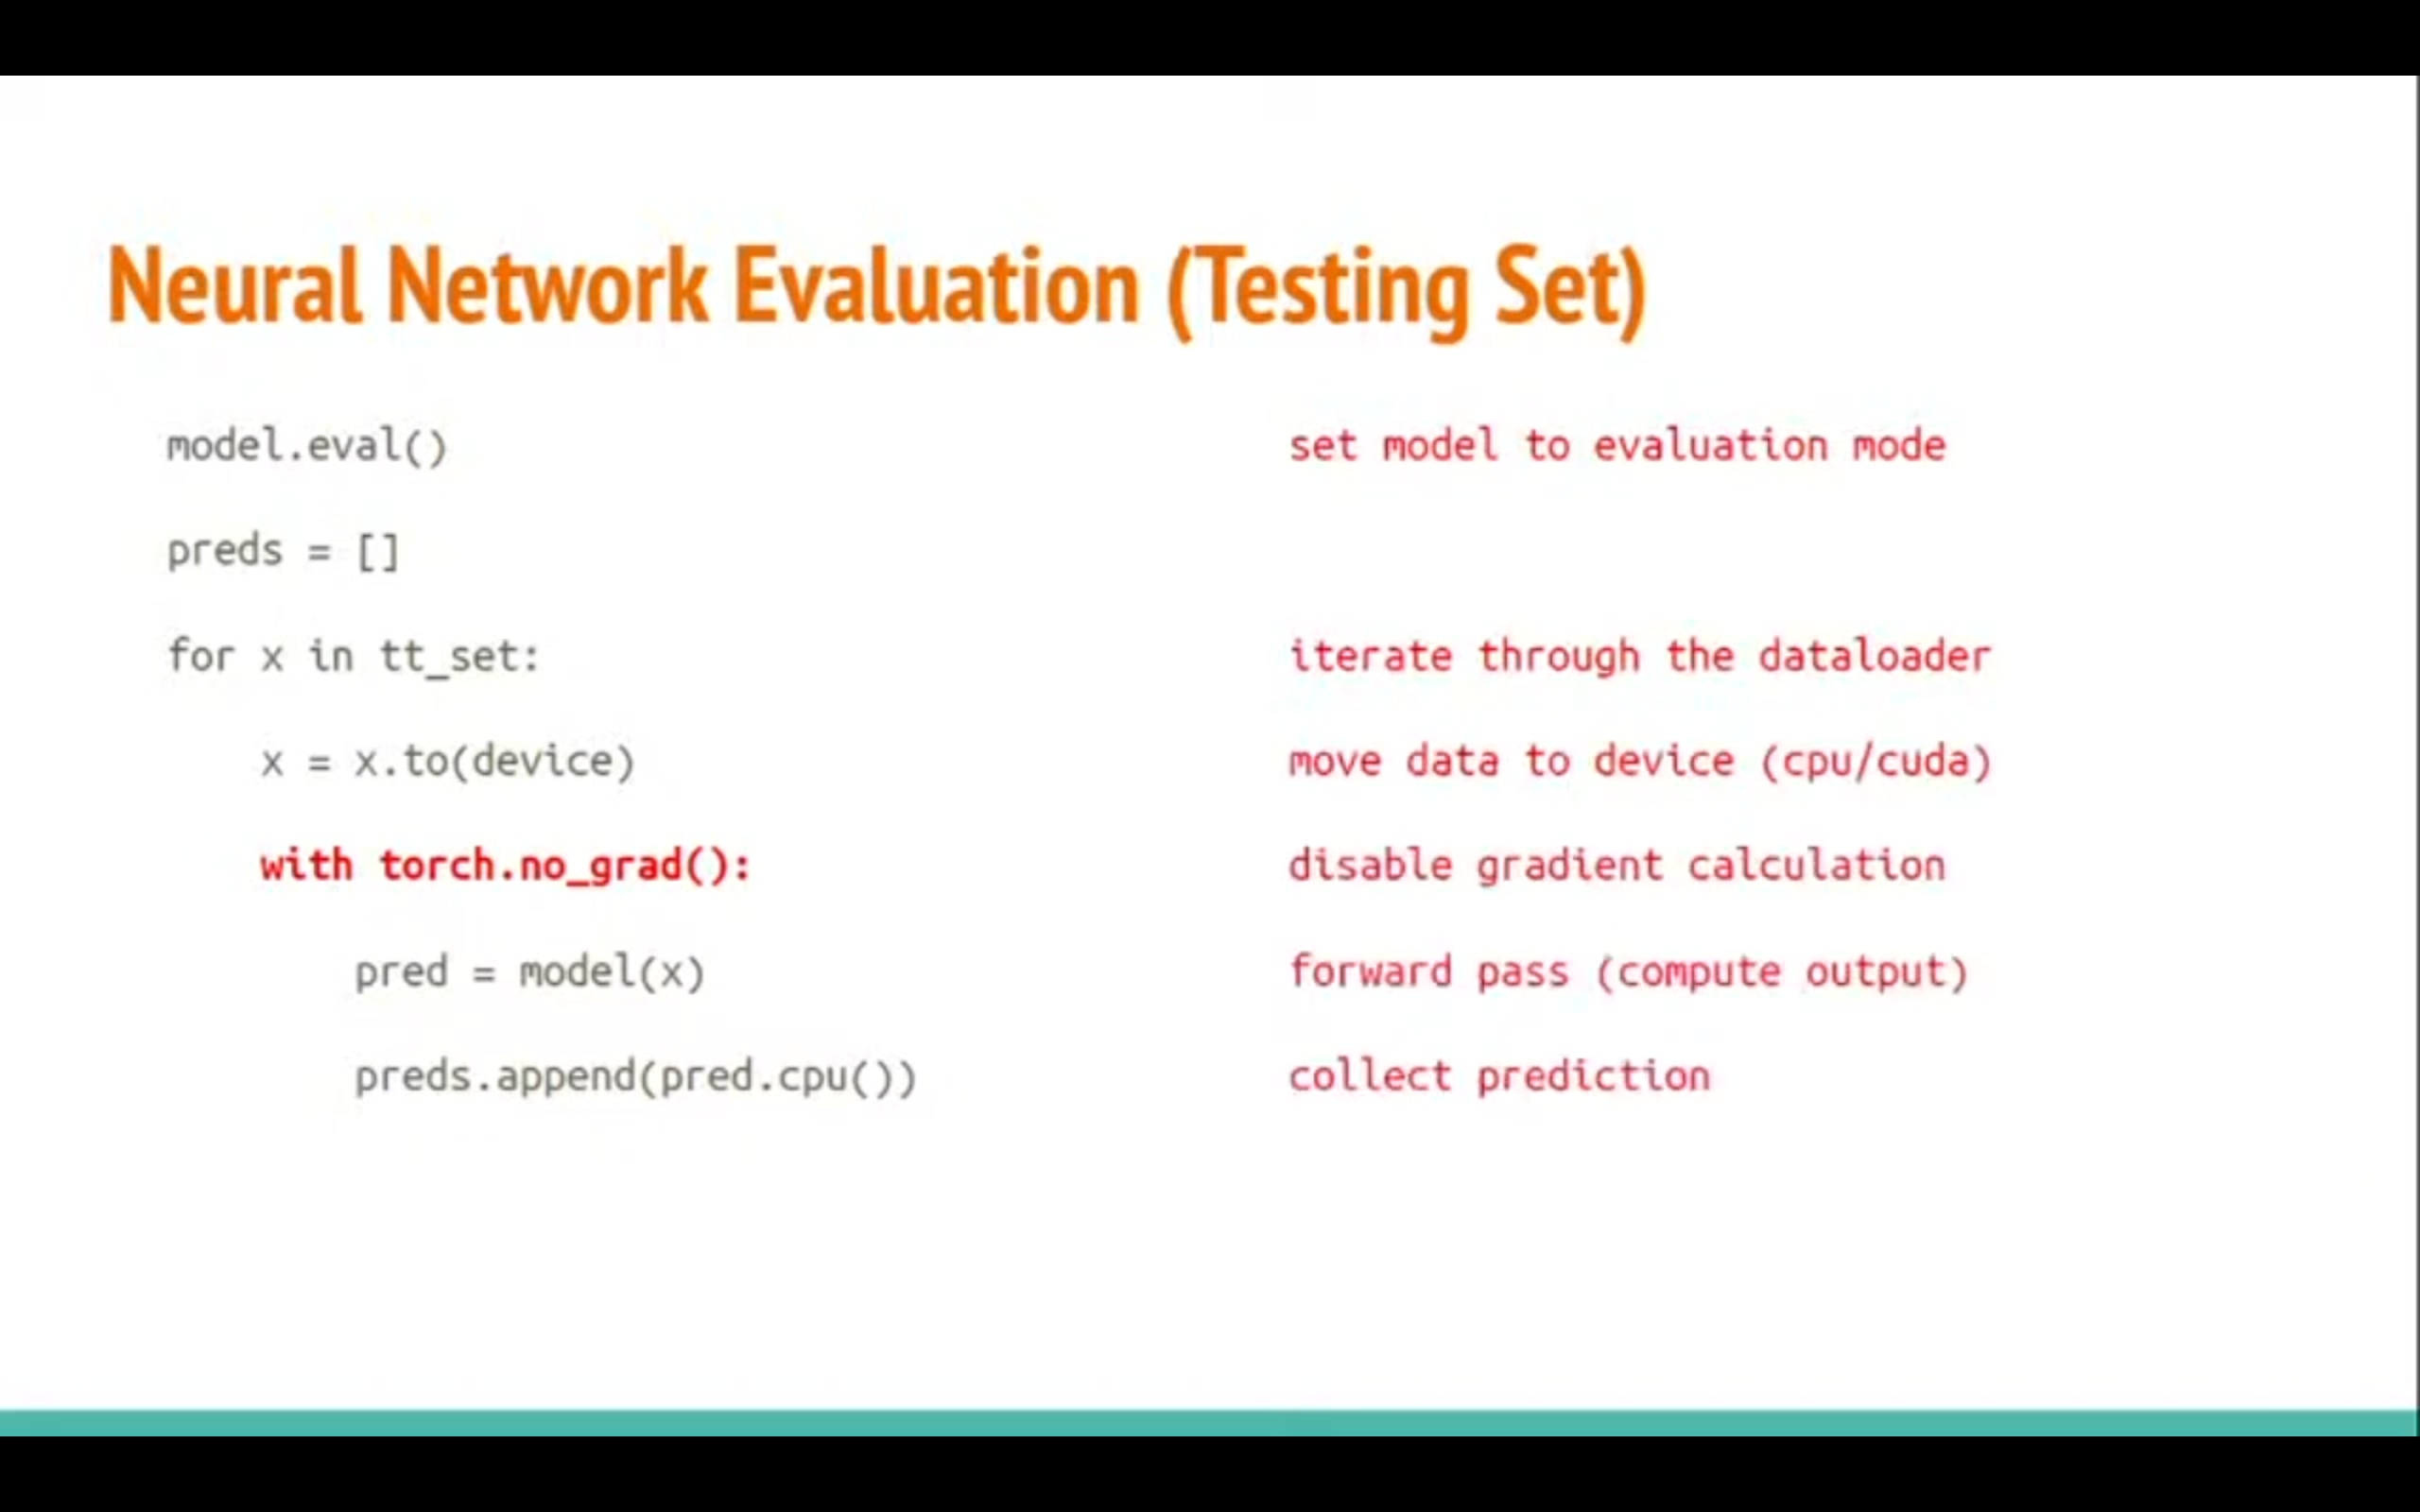 Neural Network Evaluation (Testing Set)
model.eval() set model to evaluation mode
preds = []
for x in tt_set: iterate through the dataloader
x = x.to(device) move data to device (cpu/cuda)
with torch.no_grad(): disable gradient calculation
pred = model(x) forward pass (compute output)
preds.append(pred.cpu()) collect prediction